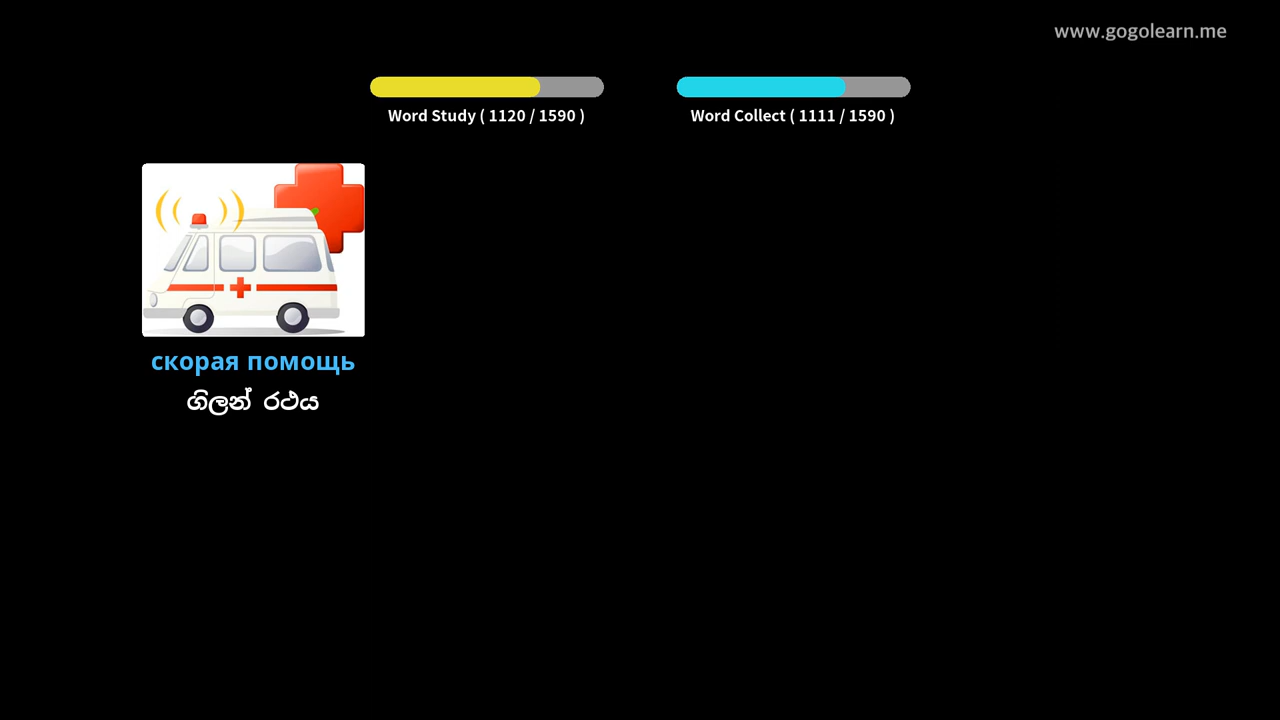 www.gogolearn.me
Word Study ( 1120 / 1590 )
Word Collect ( 1111 / 1590 )
скорая помощь
ගිලන් රථය